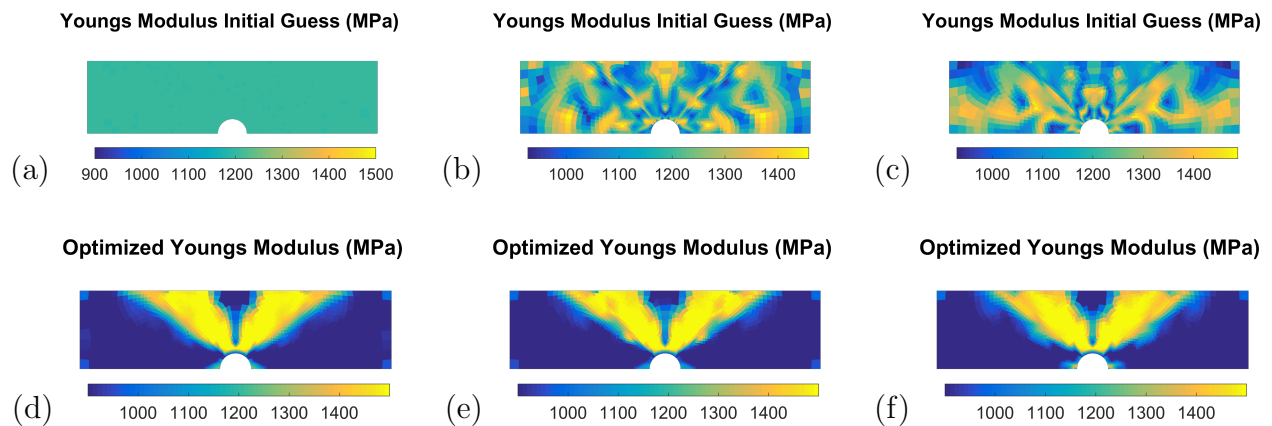 Youngs Modulus Initial Guess (MPa)
Youngs Modulus Initial Guess (MPa)
Youngs Modulus Initial Guess (MPa)
(a)
900 1000 1100 1200 1300 1400 1500
(b)
1000 1100 1200 1300 1400
(c)
1000 1100 1200 1300 1400
Optimized Youngs Modulus (MPa)
Optimized Youngs Modulus (MPa)
Optimized Youngs Modulus (MPa)
(d)
1000 1100 1200 1300 1400
(e)
1000 1100 1200 1300 1400
(f)
1000 1100 1200 1300 1400